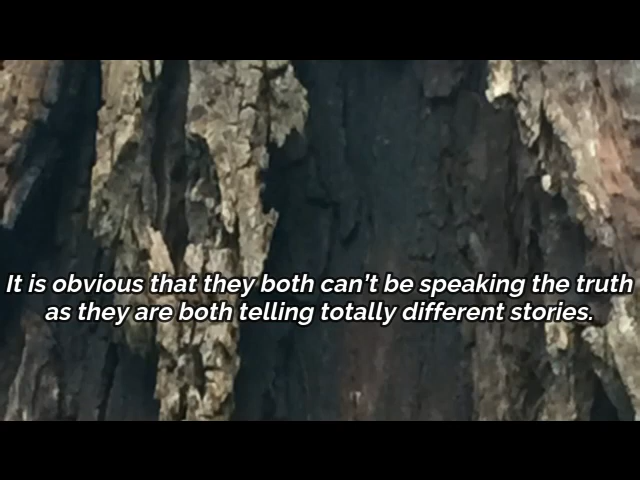 It is obvious that they both can't be speaking the truth
as they are both telling totally different stories.